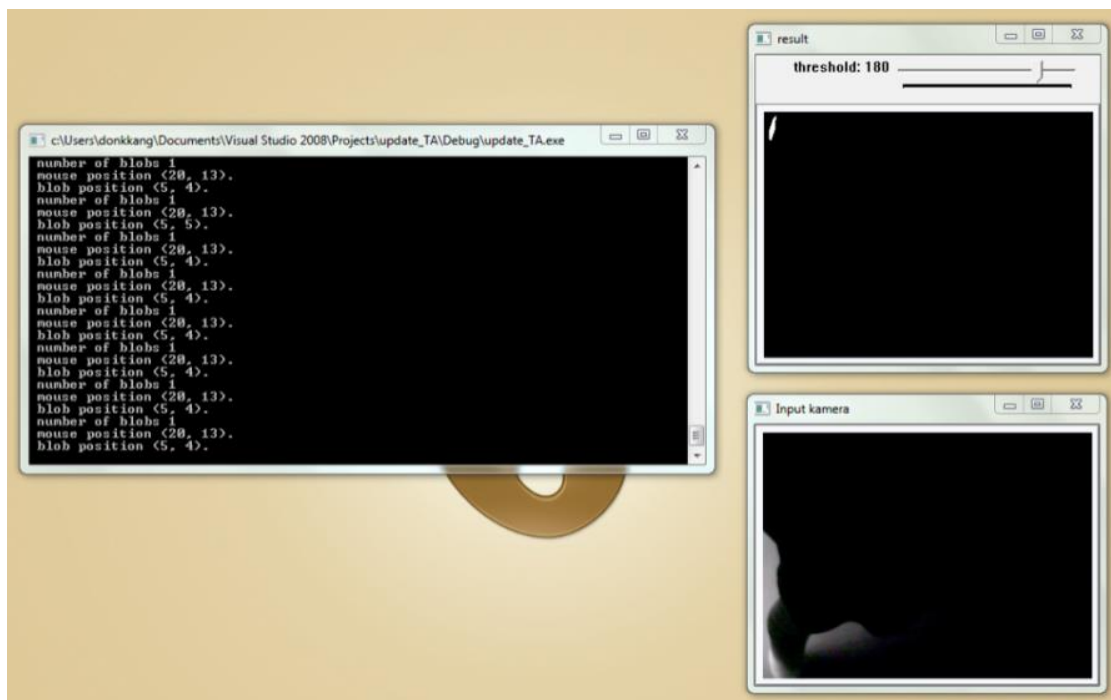 c:\Users\donkkang\Documents\Visual Studio 2008\Projects\update_TA\Debug\update_TA.exe
number of blobs 1
mouse position (20, 13).
blob position (5, 4).
number of blobs 1
mouse position (20, 13).
blob position (5, 5).
number of blobs 1
mouse position (20, 13).
blob position (5, 4).
number of blobs 1
mouse position (20, 13).
blob position (5, 4).
number of blobs 1
mouse position (20, 13).
blob position (5, 4).
number of blobs 1
mouse position (20, 13).
blob position (5, 4).
number of blobs 1
mouse position (20, 13).
blob position (5, 4).
number of blobs 1
mouse position (20, 13).
blob position (5, 4).
result
threshold: 180
Input kamera